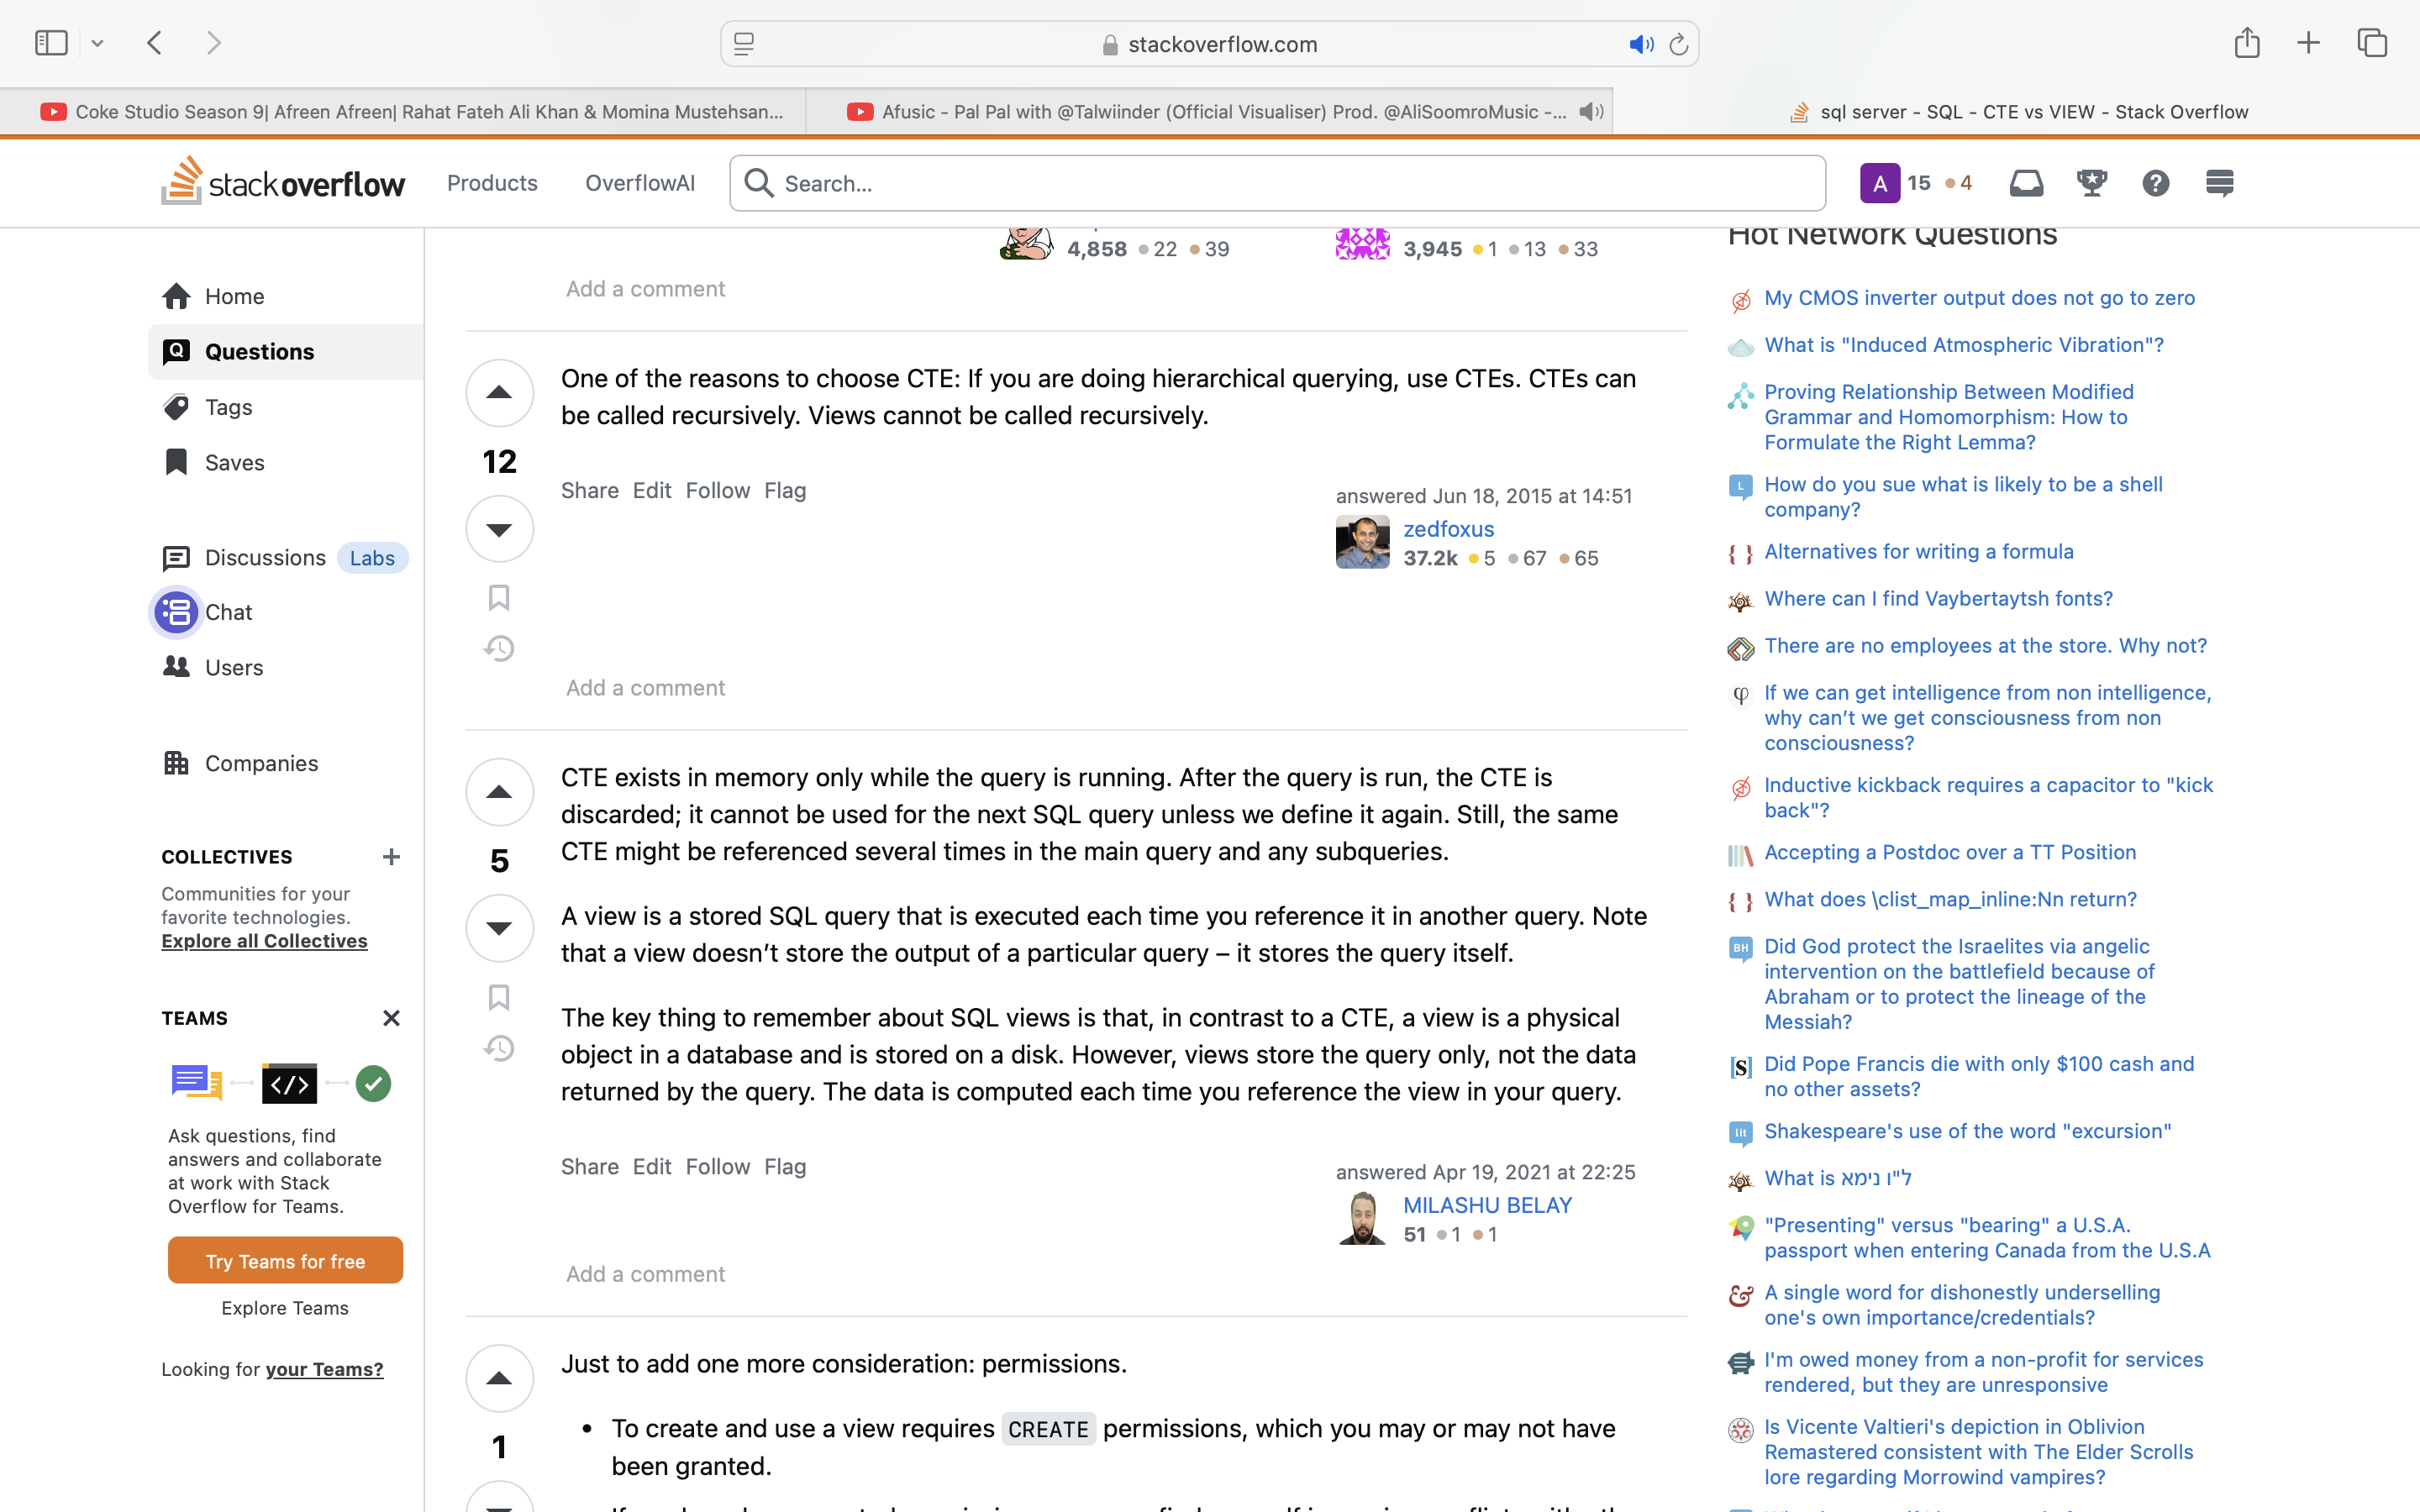 stackoverflow.com
Coke Studio Season 9| Afreen Afreen| Rahat Fateh Ali Khan & Momina Mustehsan...
Afusic - Pal Pal with @Talwiinder (Official Visualiser) Prod. @AliSoomroMusic -...
sql server - SQL - CTE vs VIEW - Stack Overflow
stackoverflow
Products
OverflowAI
Search...
A
15
4
Home
Questions
Tags
Saves
Discussions
Labs
Chat
Users
Companies
COLLECTIVES
Communities for your
favorite technologies.
Explore all Collectives
TEAMS
Ask questions, find
answers and collaborate
at work with Stack
Overflow for Teams.
Try Teams for free
Explore Teams
Looking for your Teams?
4,858 22 39
3,945 1 13 33
Add a comment
12
One of the reasons to choose CTE: If you are doing hierarchical querying, use CTEs. CTEs can
be called recursively. Views cannot be called recursively.
Share Edit Follow Flag
answered Jun 18, 2015 at 14:51
zedfoxus
37.2k 5 67 65
Add a comment
5
CTE exists in memory only while the query is running. After the query is run, the CTE is
discarded; it cannot be used for the next SQL query unless we define it again. Still, the same
CTE might be referenced several times in the main query and any subqueries.
A view is a stored SQL query that is executed each time you reference it in another query. Note
that a view doesn’t store the output of a particular query – it stores the query itself.
The key thing to remember about SQL views is that, in contrast to a CTE, a view is a physical
object in a database and is stored on a disk. However, views store the query only, not the data
returned by the query. The data is computed each time you reference the view in your query.
Share Edit Follow Flag
answered Apr 19, 2021 at 22:25
MILASHU BELAY
51 1 1
Add a comment
1
Just to add one more consideration: permissions.
• To create and use a view requires CREATE permissions, which you may or may not have
been granted.
Hot Network Questions
My CMOS inverter output does not go to zero
What is "Induced Atmospheric Vibration"?
Proving Relationship Between Modified
Grammar and Homomorphism: How to
Formulate the Right Lemma?
How do you sue what is likely to be a shell
company?
Alternatives for writing a formula
Where can I find Vaybertaytsh fonts?
There are no employees at the store. Why not?
If we can get intelligence from non intelligence,
why can’t we get consciousness from non
consciousness?
Inductive kickback requires a capacitor to "kick
back"?
Accepting a Postdoc over a TT Position
What does \clist_map_inline:Nn return?
Did God protect the Israelites via angelic
intervention on the battlefield because of
Abraham or to protect the lineage of the
Messiah?
Did Pope Francis die with only $100 cash and
no other assets?
Shakespeare's use of the word "excursion"
What is ל"ו נימא
"Presenting" versus "bearing" a U.S.A.
passport when entering Canada from the U.S.A
A single word for dishonestly underselling
one's own importance/credentials?
I'm owed money from a non-profit for services
rendered, but they are unresponsive
Is Vicente Valtieri's depiction in Oblivion
Remastered consistent with The Elder Scrolls
lore regarding Morrowind vampires?